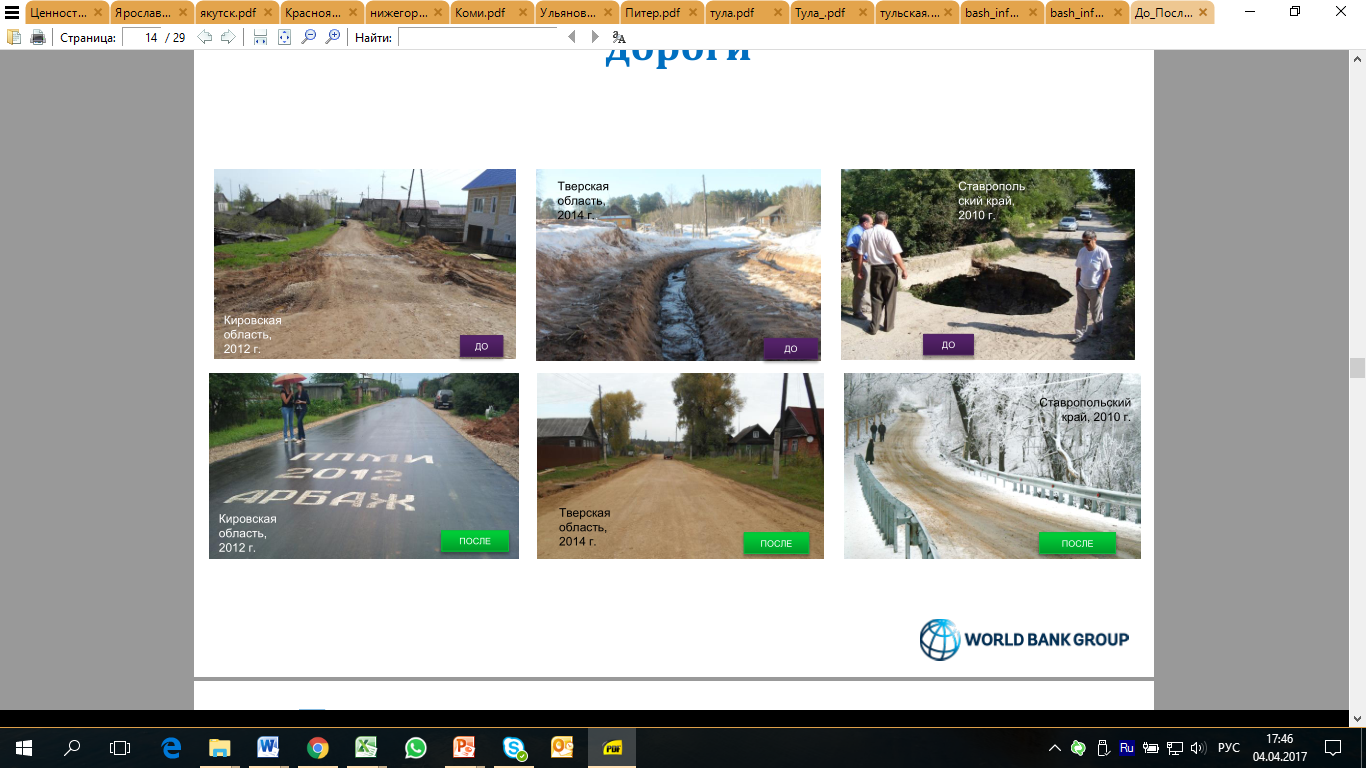 Ценност...
Ярослав...
якутск.pdf
Краснояр...
нижегор...
Коми.pdf
Ульянов...
Питер.pdf
тула.pdf
Тула_.pdf
тульская....
bash_inf...
bash_inf...
До_Посл...
Страница:
14
/ 29
Найти:
дороги
Кировская
область,
2012 г.
ДО
Тверская
область,
2014 г.
ДО
Ставрополь
ский край,
2010 г.
ДО
ППМИ
2012
АРБАЖ
Кировская
область,
2012 г.
ПОСЛЕ
Тверская
область,
2014 г.
ПОСЛЕ
Ставропольский
край, 2010 г.
ПОСЛЕ
WORLD BANK GROUP
Ru
РУС
17:46
04.04.2017